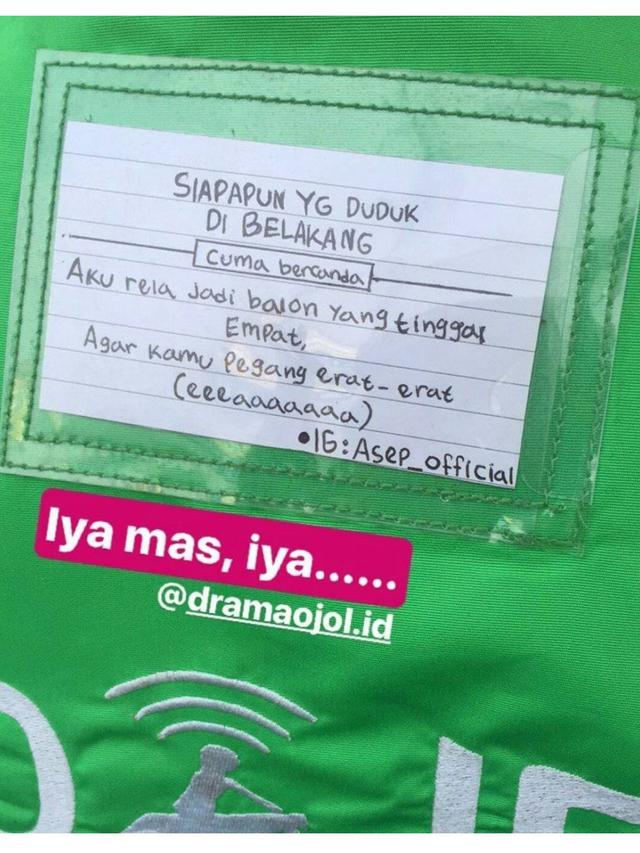 SIAPAPUN YG DUDUK
DI BELAKANG
Cuma bercanda
Aku rela Jadi balon yang tinggal
Empat,
Agar kamu pegang erat-erat
(eeeaaaaaaa)
•IG:Asep_official
Iya mas, iya......
@dramaojol.id